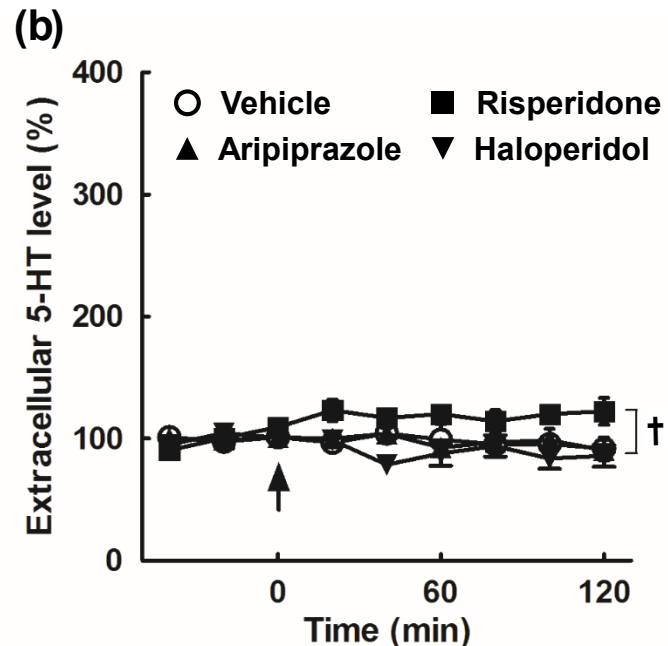 (b)
Extracellular 5-HT level (%)
400
300
200
100
0
Vehicle
Risperidone
Aripiprazole
Haloperidol
†
0
60
120
Time (min)